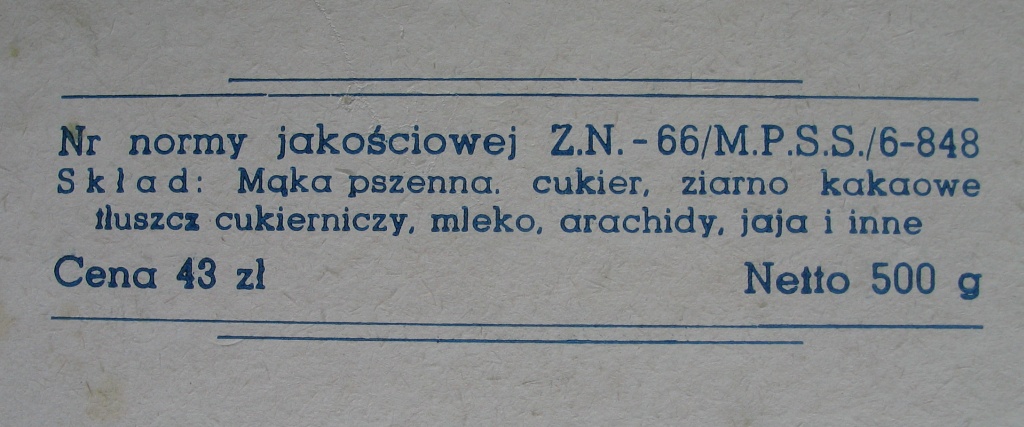 Nr normy jakościowej Z.N.-66/M.P.S.S./6-848
Skład: Mąka pszenna. cukier, ziarno kakaowe
tłuszcz cukierniczy, mleko, arachidy, jaja i inne
Cena 43 zł Netto 500 g